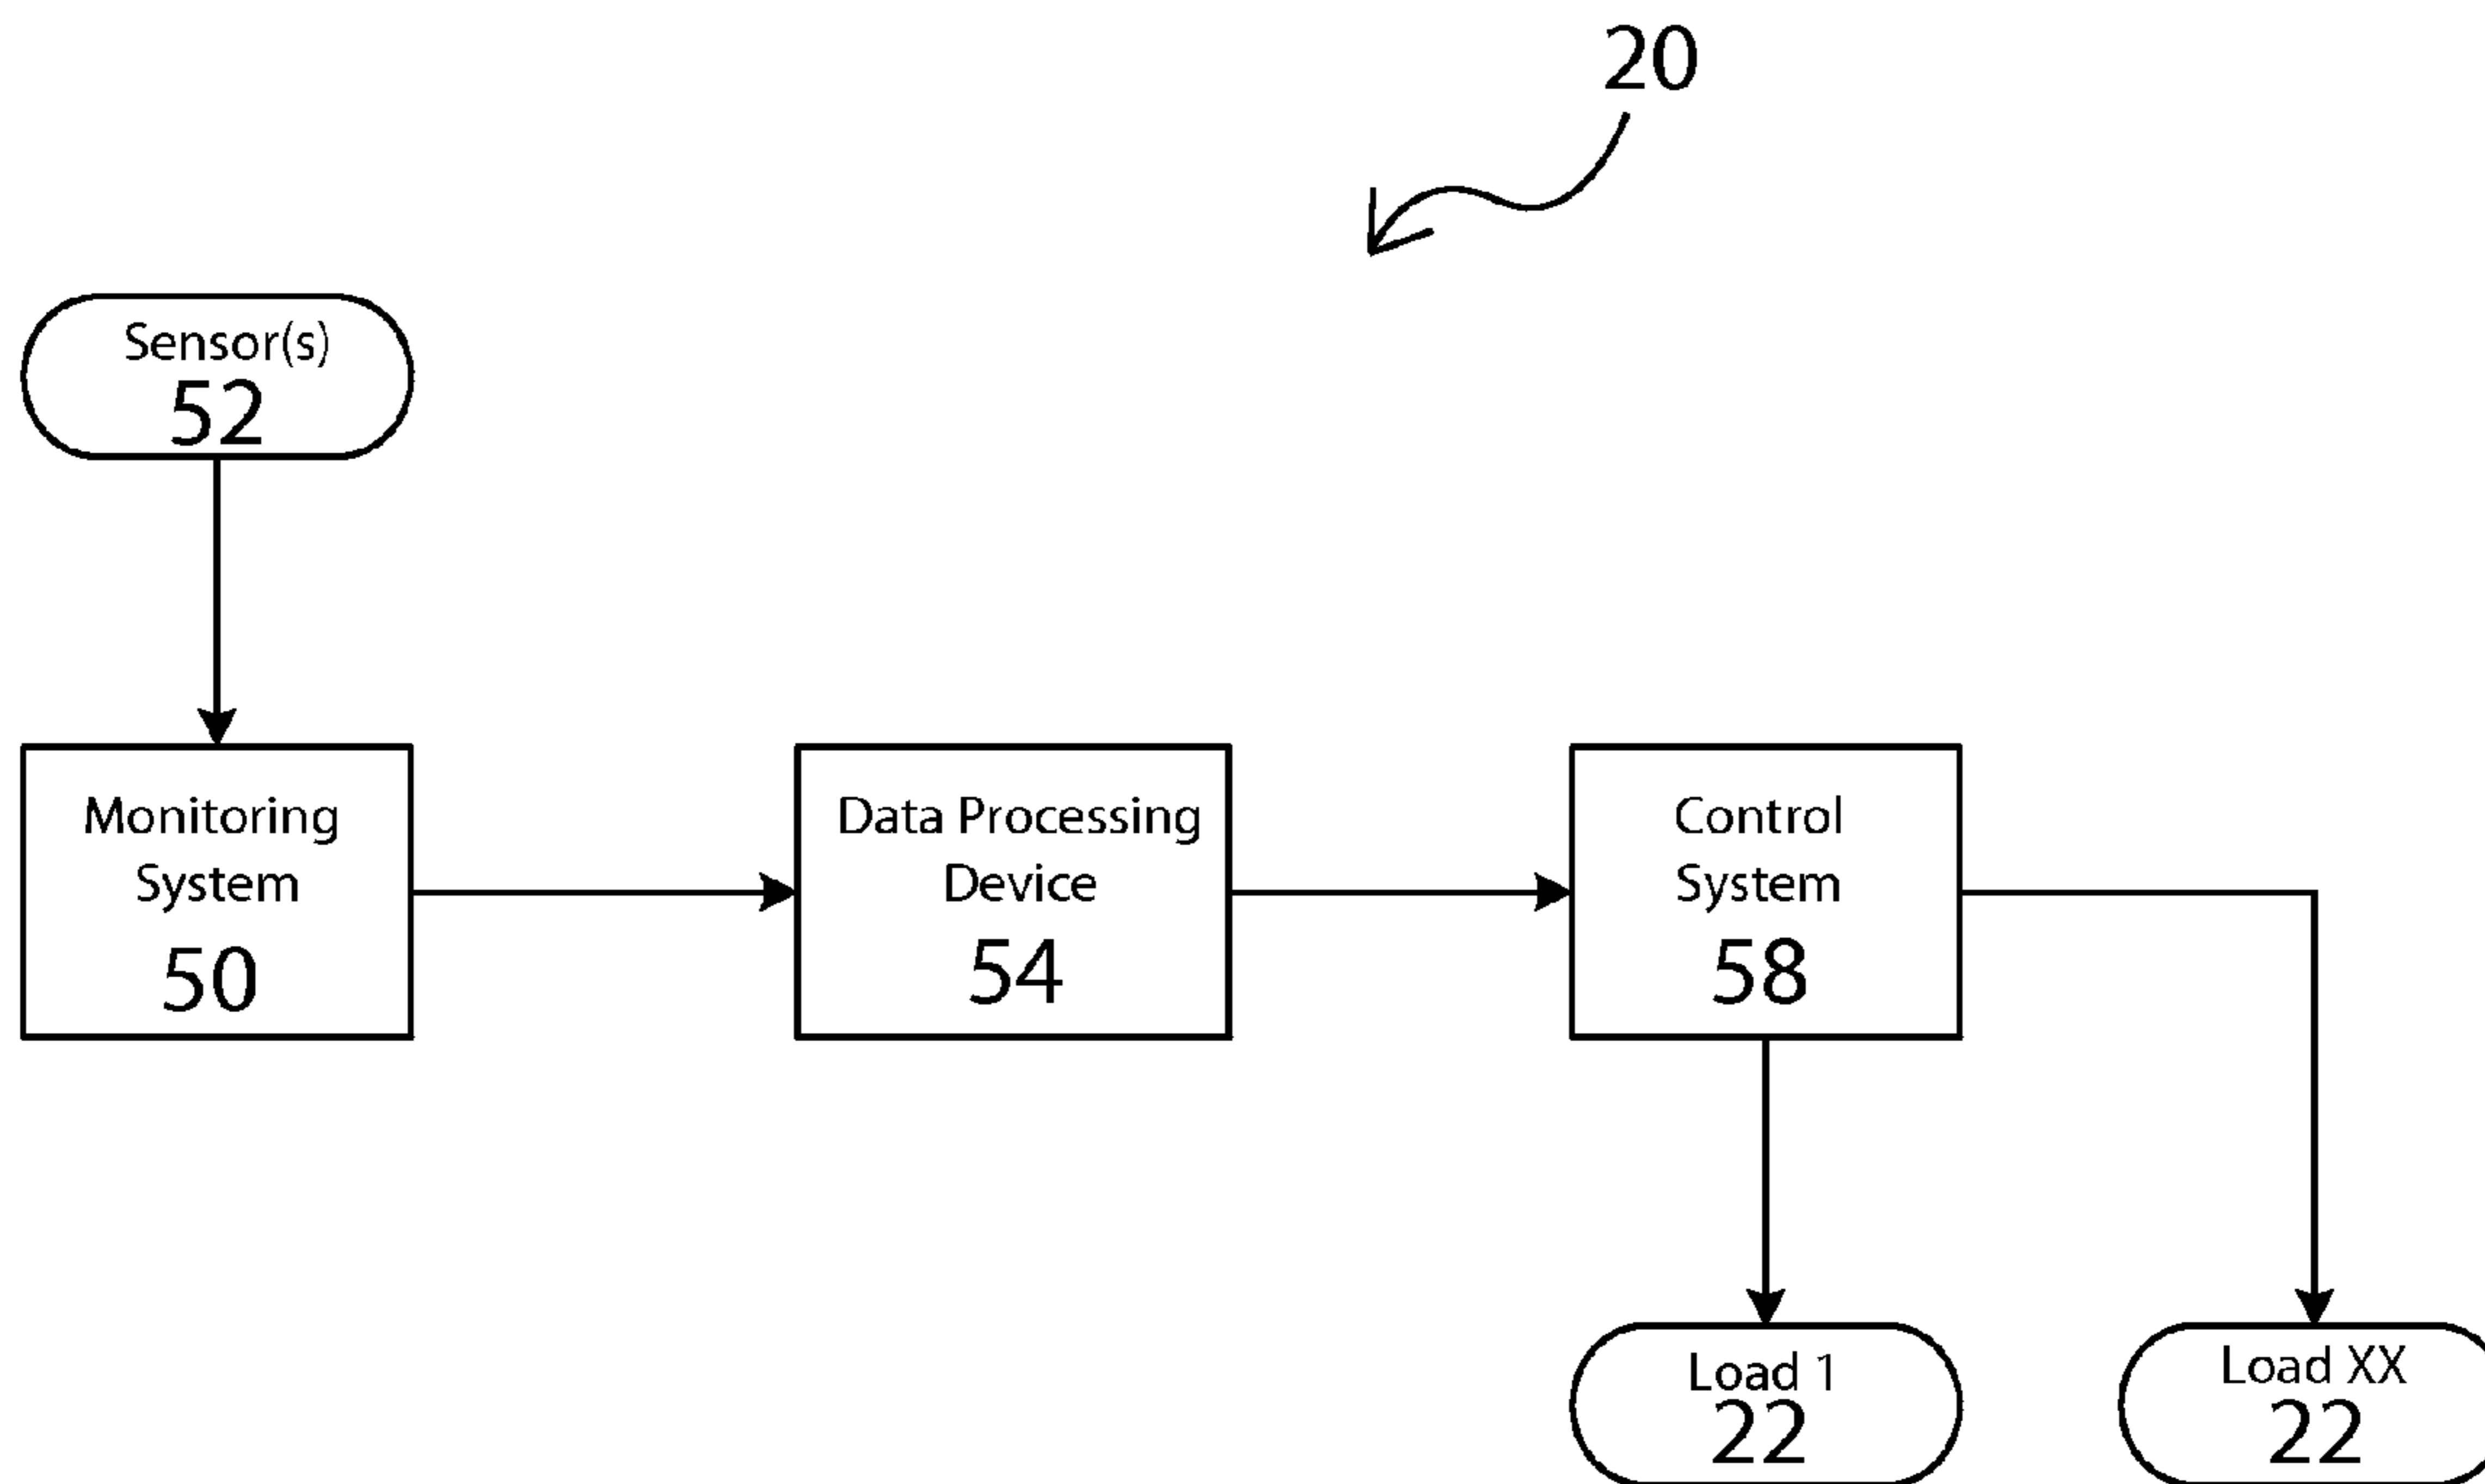 20
Sensor(s)
52
Monitoring
System
50
Data Processing
Device
54
Control
System
58
Load 1
22
Load XX
22